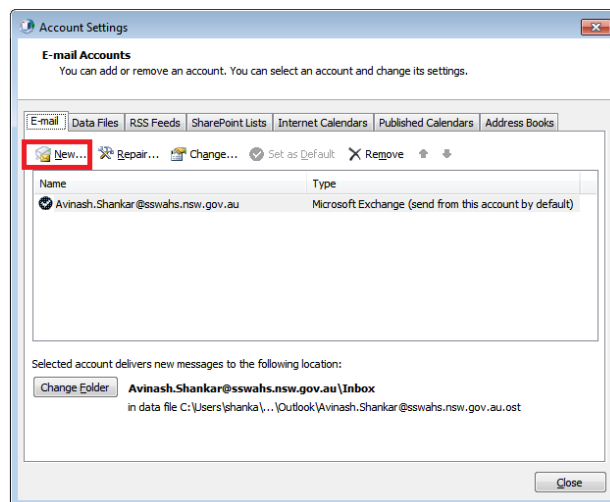 Account Settings
E-mail Accounts
You can add or remove an account. You can select an account and change its settings.
E-mail Data Files RSS Feeds SharePoint Lists Internet Calendars Published Calendars Address Books
New... Repair... Change... Set as Default Remove
Name Type
Avinash.Shankar@sswahs.nsw.gov.au Microsoft Exchange (send from this account by default)
Selected account delivers new messages to the following location:
Change Folder Avinash.Shankar@sswahs.nsw.gov.au\Inbox
in data file C:\Users\shanka\...\Outlook\Avinash.Shankar@sswahs.nsw.gov.au.ost
Close